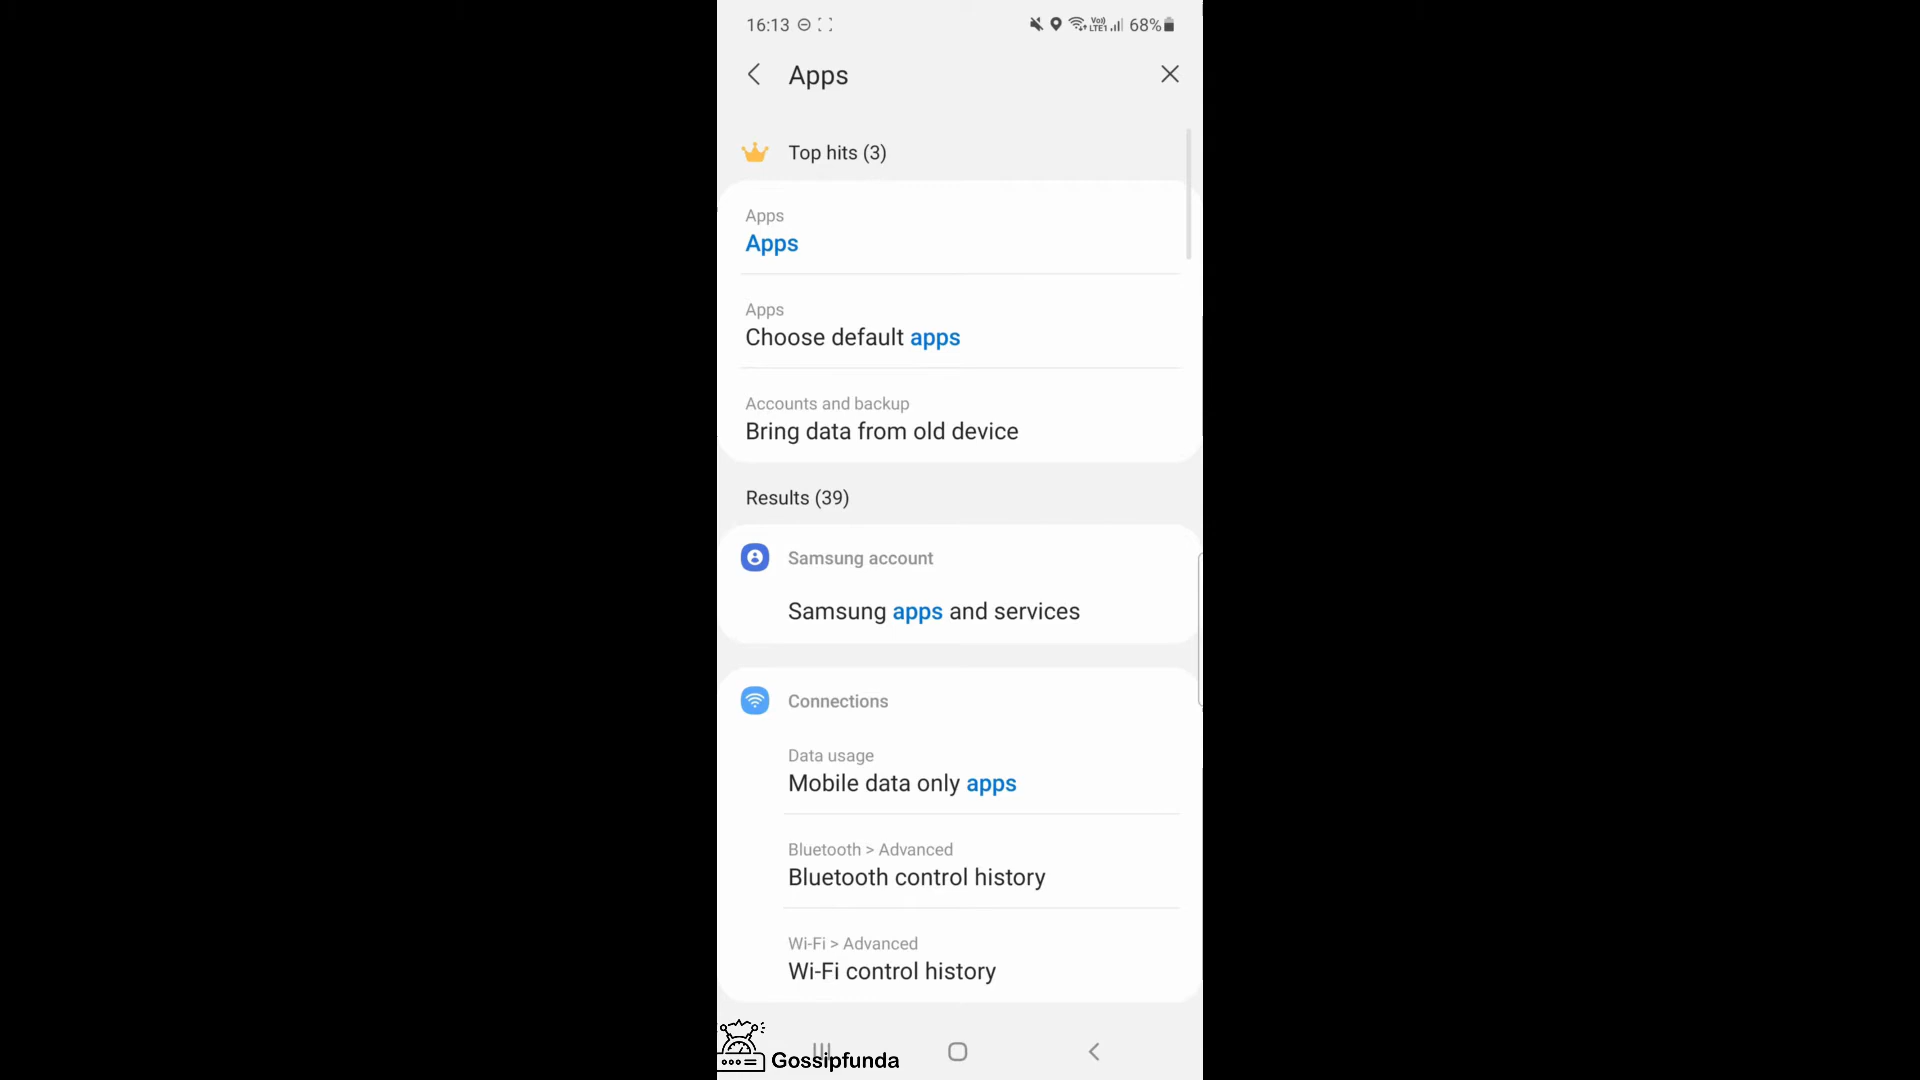 16:13 Vo)) LTE1 68%
Apps
Top hits (3)
Apps
Apps
Apps
Choose default apps
Accounts and backup
Bring data from old device
Results (39)
Samsung account
Samsung apps and services
Connections
Data usage
Mobile data only apps
Bluetooth > Advanced
Bluetooth control history
Wi-Fi > Advanced
Wi-Fi control history
Gossipfunda